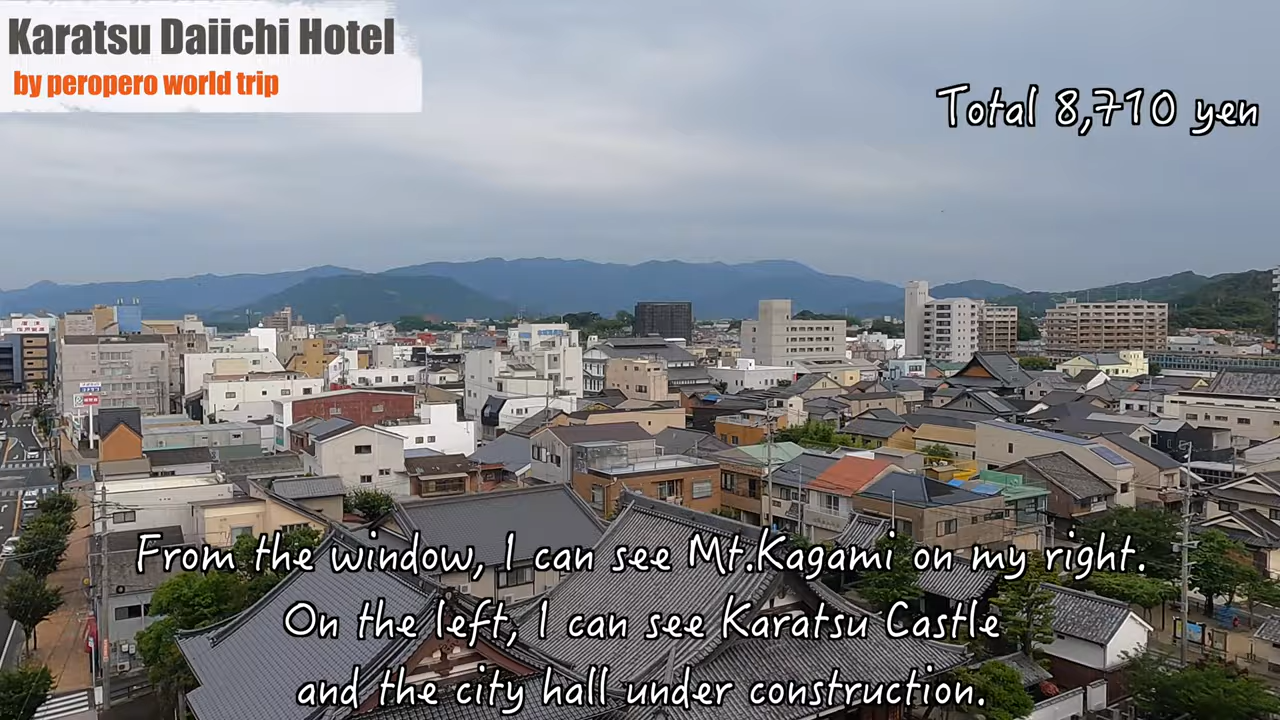 Karatsu Daiichi Hotel
by peropero world trip
Total 8,710 yen
From the window, I can see Mt.Kagami on my right.
On the left, I can see Karatsu Castle
and the city hall under construction.